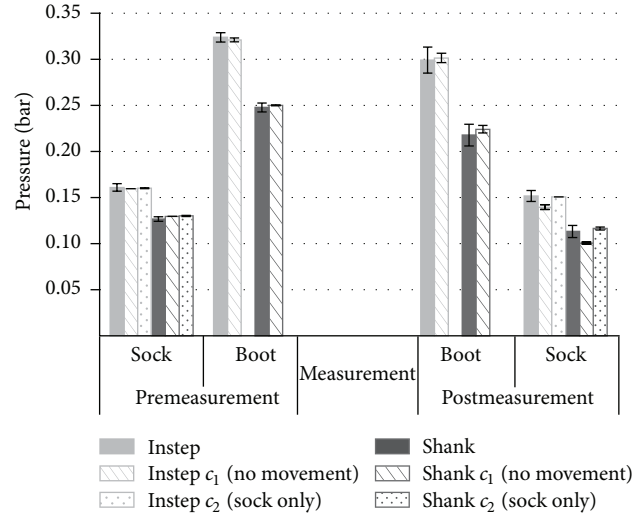 0.35
0.30
0.25
0.20
0.15
0.10
0.05
Pressure (bar)
Sock Boot Boot Sock
Measurement
Premeasurement Postmeasurement
Instep Shank
Instep c₁ (no movement) Shank c₁ (no movement)
Instep c₂ (sock only) Shank c₂ (sock only)